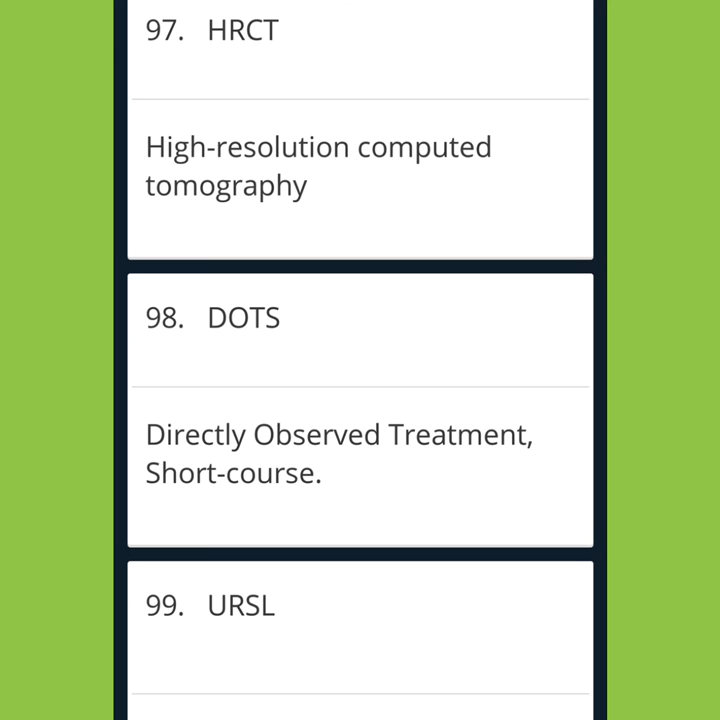 97. HRCT
High-resolution computed
tomography
98. DOTS
Directly Observed Treatment,
Short-course.
99. URSL